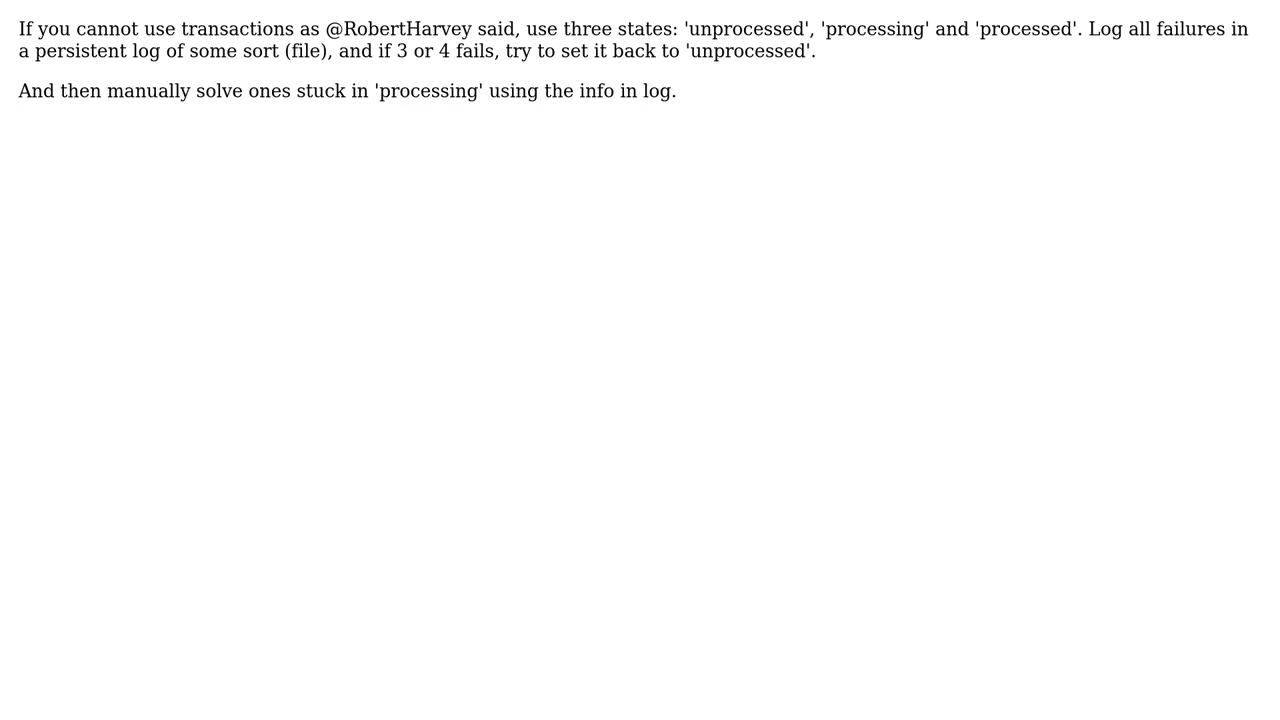 If you cannot use transactions as @RobertHarvey said, use three states: 'unprocessed', 'processing' and 'processed'. Log all failures in
a persistent log of some sort (file), and if 3 or 4 fails, try to set it back to 'unprocessed'.
And then manually solve ones stuck in 'processing' using the info in log.